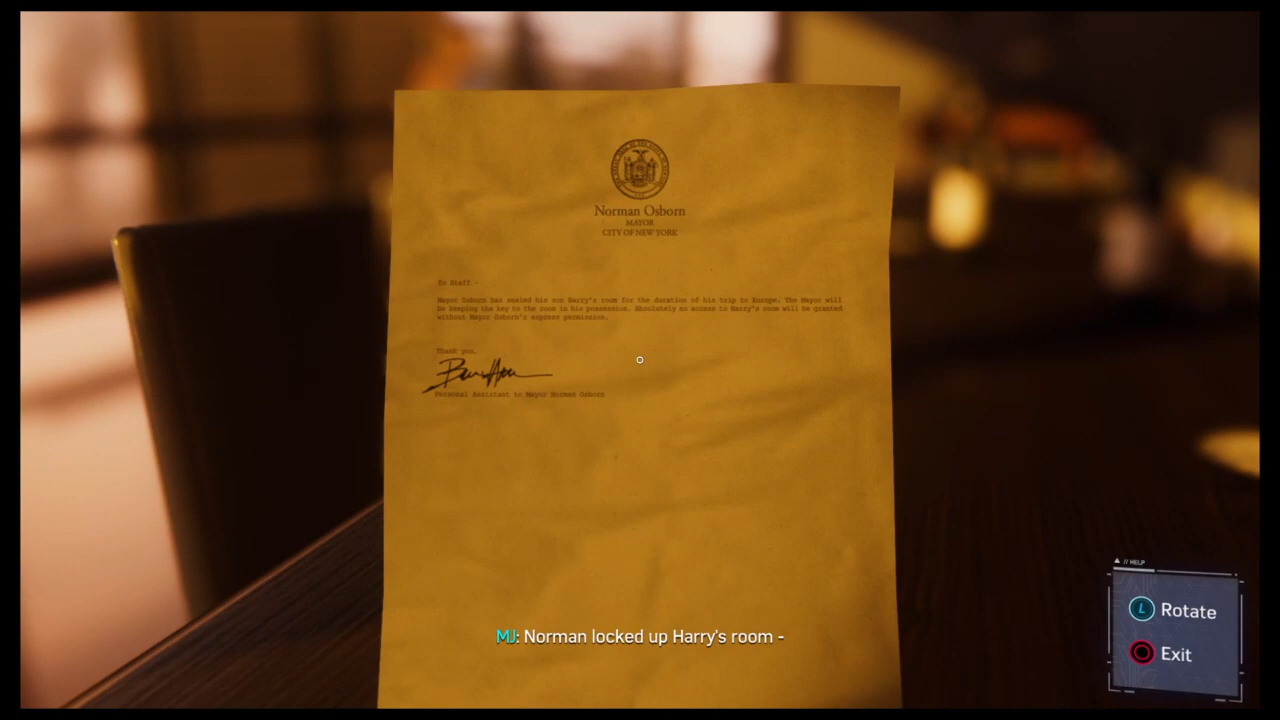 Norman Osborn
MAYOR
CITY OF NEW YORK
To Staff -
Mayor Osborn has sealed his son Harry's room for the duration of his trip to Europe. The Mayor will
be keeping the key to the room in his possession. Absolutely no access to Harry's room will be granted
without Mayor Osborn's express permission.
Thank you,
Personal Assistant to Mayor Norman Osborn
MJ: Norman locked up Harry's room -
// HELP
L Rotate
Exit